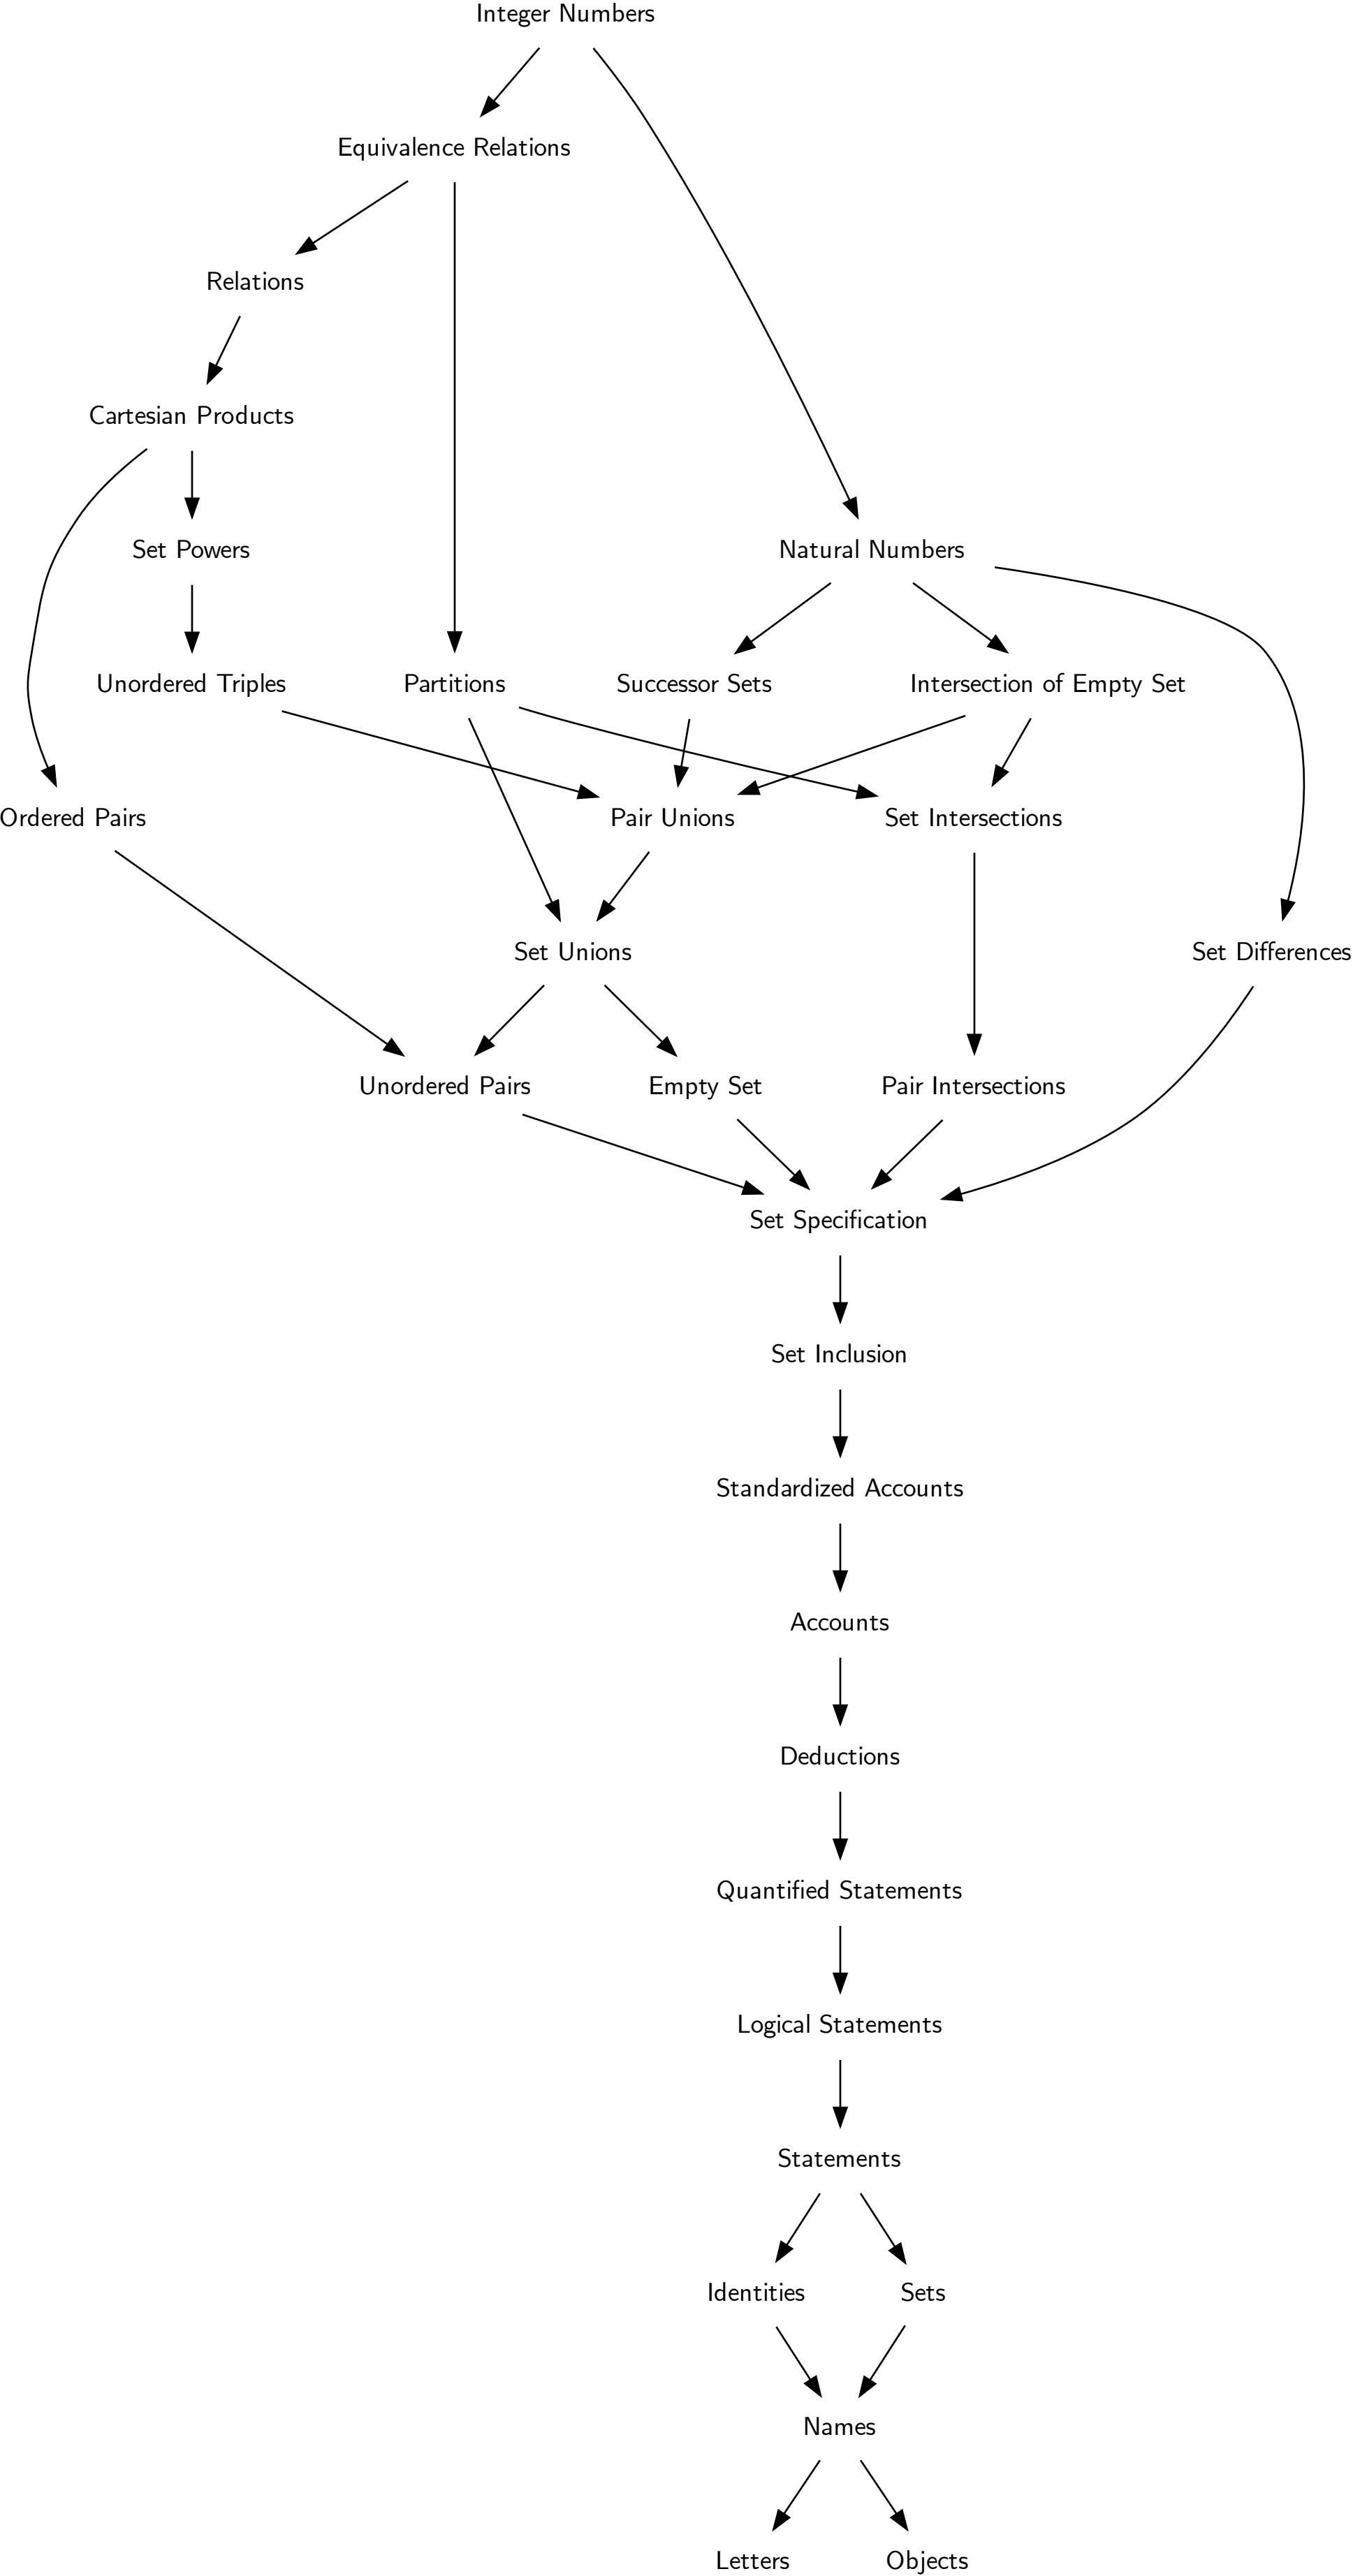 Integer Numbers
Equivalence Relations
Relations
Cartesian Products
Set Powers
Natural Numbers
Unordered Triples
Partitions
Successor Sets
Intersection of Empty Set
Ordered Pairs
Pair Unions
Set Intersections
Set Unions
Set Differences
Unordered Pairs
Empty Set
Pair Intersections
Set Specification
Set Inclusion
Standardized Accounts
Accounts
Deductions
Quantified Statements
Logical Statements
Statements
Identities
Sets
Names
Letters
Objects